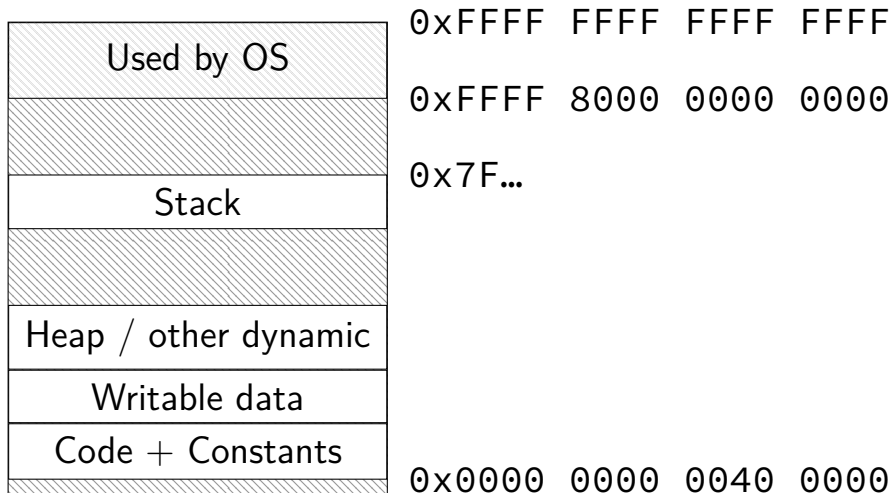 0xFFFF FFFF FFFF FFFF
Used by OS
0xFFFF 8000 0000 0000
0x7F…
Stack
Heap / other dynamic
Writable data
Code + Constants
0x0000 0000 0040 0000